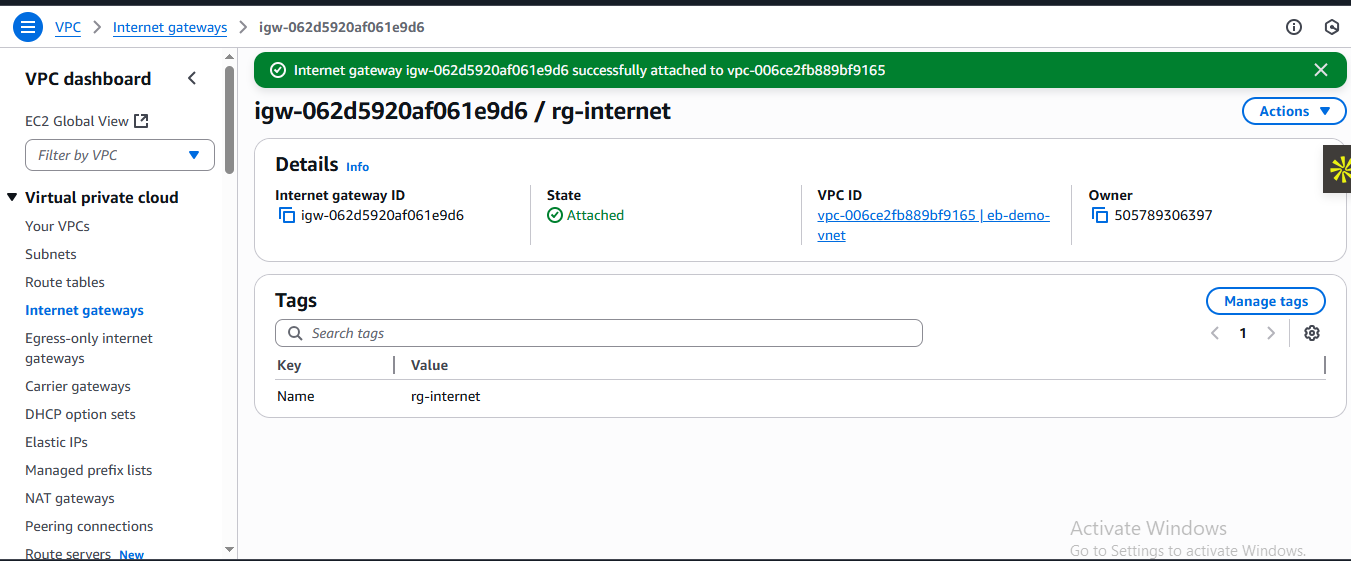 VPC > Internet gateways > igw-062d5920af061e9d6
VPC dashboard
EC2 Global View
Filter by VPC
Virtual private cloud
Your VPCs
Subnets
Route tables
Internet gateways
Egress-only internet
gateways
Carrier gateways
DHCP option sets
Elastic IPs
Managed prefix lists
NAT gateways
Peering connections
Route servers New
Internet gateway igw-062d5920af061e9d6 successfully attached to vpc-006ce2fb889bf9165
igw-062d5920af061e9d6 / rg-internet
Actions
Details Info
Internet gateway ID
igw-062d5920af061e9d6
State
Attached
VPC ID
vpc-006ce2fb889bf9165 | eb-demo-
vnet
Owner
505789306397
Tags
Manage tags
Search tags
1
Key Value
Name rg-internet
Activate Windows
Go to Settings to activate Windows.